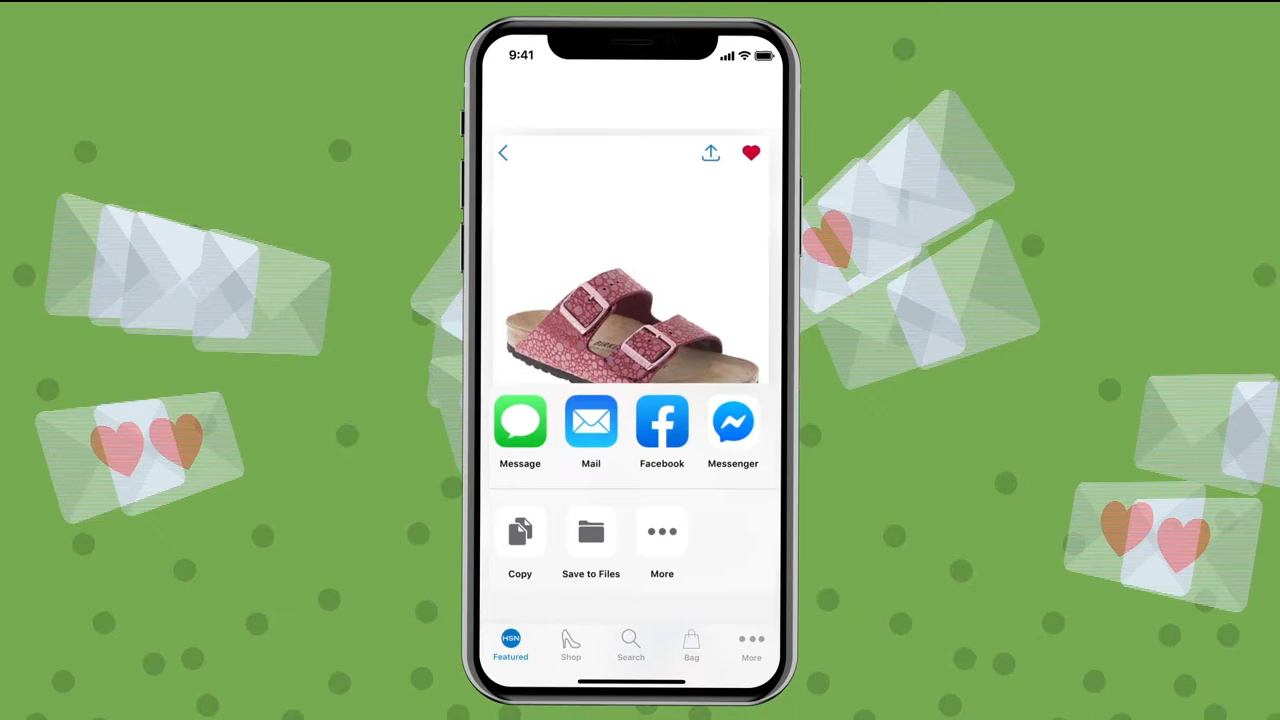 9:41
Message Mail Facebook Messenger
Copy Save to Files More
HSN
Featured Shop Search Bag More